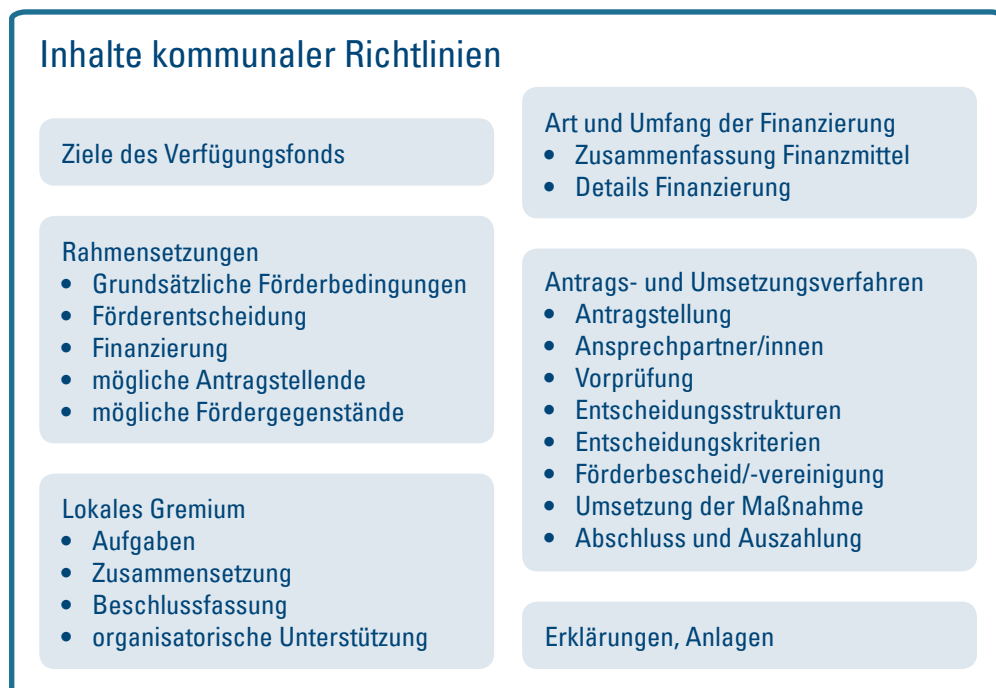 Inhalte kommunaler Richtlinien
Ziele des Verfügungsfonds
Rahmensetzungen
• Grundsätzliche Förderbedingungen
• Förderentscheidung
• Finanzierung
• mögliche Antragstellende
• mögliche Fördergegenstände
Lokales Gremium
• Aufgaben
• Zusammensetzung
• Beschlussfassung
• organisatorische Unterstützung
Art und Umfang der Finanzierung
• Zusammenfassung Finanzmittel
• Details Finanzierung
Antrags- und Umsetzungsverfahren
• Antragstellung
• Ansprechpartner/innen
• Vorprüfung
• Entscheidungsstrukturen
• Entscheidungskriterien
• Förderbescheid/-vereinigung
• Umsetzung der Maßnahme
• Abschluss und Auszahlung
Erklärungen, Anlagen